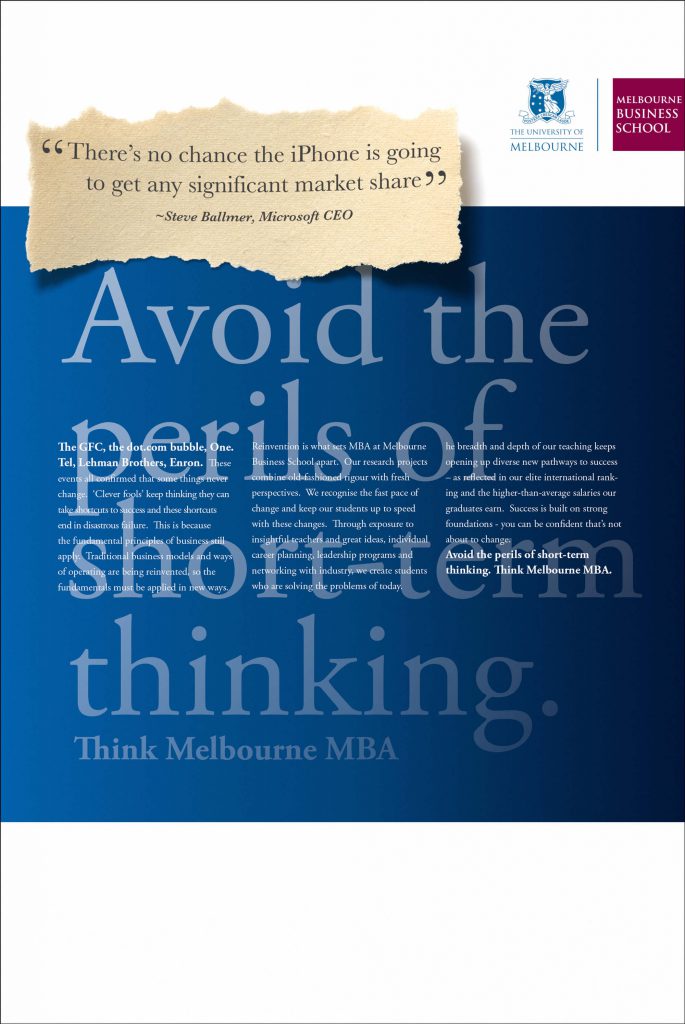 THE UNIVERSITY OF
MELBOURNE
MELBOURNE
BUSINESS
SCHOOL
“There’s no chance the iPhone is going
to get any significant market share”
~Steve Ballmer, Microsoft CEO
Avoid the
perils of
short-term
thinking.
Think Melbourne MBA
The GFC, the dot.com bubble, One.
Tel, Lehman Brothers, Enron. These
events all confirmed that some things never
change. ‘Clever fools’ keep thinking they can
take shortcuts to success and these shortcuts
end in disastrous failure. This is because
the fundamental principles of business still
apply. Traditional business models and ways
of operating are being reinvented, so the
fundamentals must be applied in new ways.
Reinvention is what sets MBA at Melbourne
Business School apart. Our research projects
combine old-fashioned rigour with fresh
perspectives. We recognise the fast pace of
change and keep our students up to speed
with these changes. Through exposure to
insightful teachers and great ideas, individual
career planning, leadership programs and
networking with industry, we create students
who are solving the problems of today.
he breadth and depth of our teaching keeps
opening up diverse new pathways to success
– as reflected in our elite international rank-
ing and the higher-than-average salaries our
graduates earn. Success is built on strong
foundations - you can be confident that’s not
about to change.
Avoid the perils of short-term
thinking. Think Melbourne MBA.